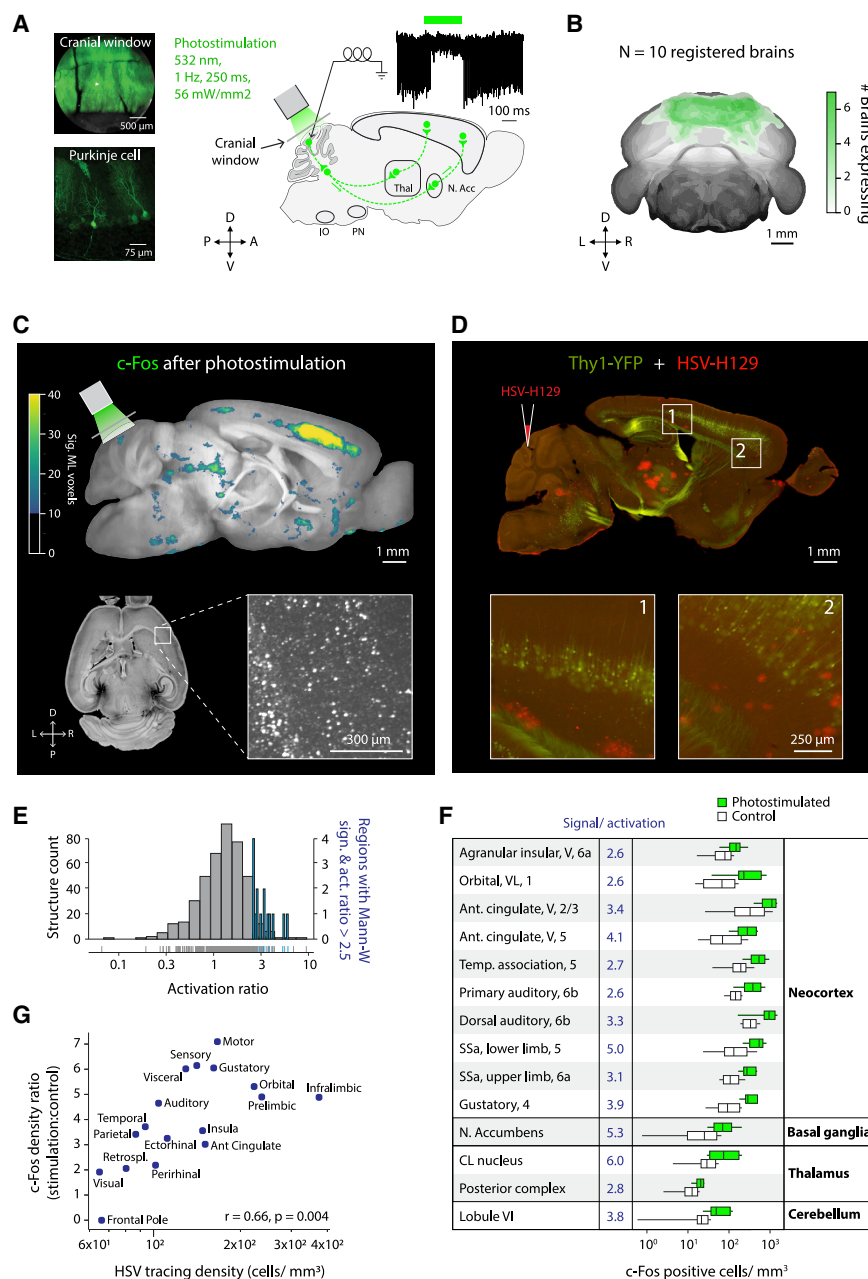 A
Cranial window
500 µm
Purkinje cell
75 µm
Photostimulation
532 nm,
1 Hz, 250 ms,
56 mW/mm2
100 ms
Cranial
window
Thal
N. Acc
IO
PN
D
P
A
V
B
N = 10 registered brains
# Brains expressing
6
4
2
0
D
L
R
V
1 mm
C
c-Fos after photostimulation
Sig. ML voxels
40
30
20
10
0
1 mm
D
L
R
P
300 µm
D
Thy1-YFP + HSV-H129
HSV-H129
1
2
1 mm
1
2
250 µm
E
Structure count
80
60
40
20
0
4
3
2
1
0
Regions with Mann-W
sign. & act. ratio > 2.5
0.1
0.3
1
3
10
Activation ratio
F
Photostimulated
Control
Signal/ activation
Agranular insular, V, 6a 2.6
Orbital, VL, 1 2.6
Ant. cingulate, V, 2/3 3.4
Ant. cingulate, V, 5 4.1
Temp. association, 5 2.7
Primary auditory, 6b 2.6
Dorsal auditory, 6b 3.3
SSa, lower limb, 5 5.0
SSa, upper limb, 6a 3.1
Gustatory, 4 3.9
Neocortex
N. Accumbens 5.3
Basal ganglia
CL nucleus 6.0
Posterior complex 2.8
Thalamus
Lobule VI 3.8
Cerebellum
10⁰ 10¹ 10² 10³
c-Fos positive cells/ mm³
G
c-Fos density ratio
(stimulation:control)
7
6
5
4
3
2
1
0
Motor
Sensory
Visceral
Gustatory
Orbital
Infralimbic
Prelimbic
Auditory
Temporal
Parietal
Insula
Ectorhinal
Ant Cingulate
Retrospl.
Visual
Perirhinal
Frontal Pole
r = 0.66, p = 0.004
6x10¹ 10² 2x10² 3x10² 4x10²
HSV tracing density (cells/ mm³)